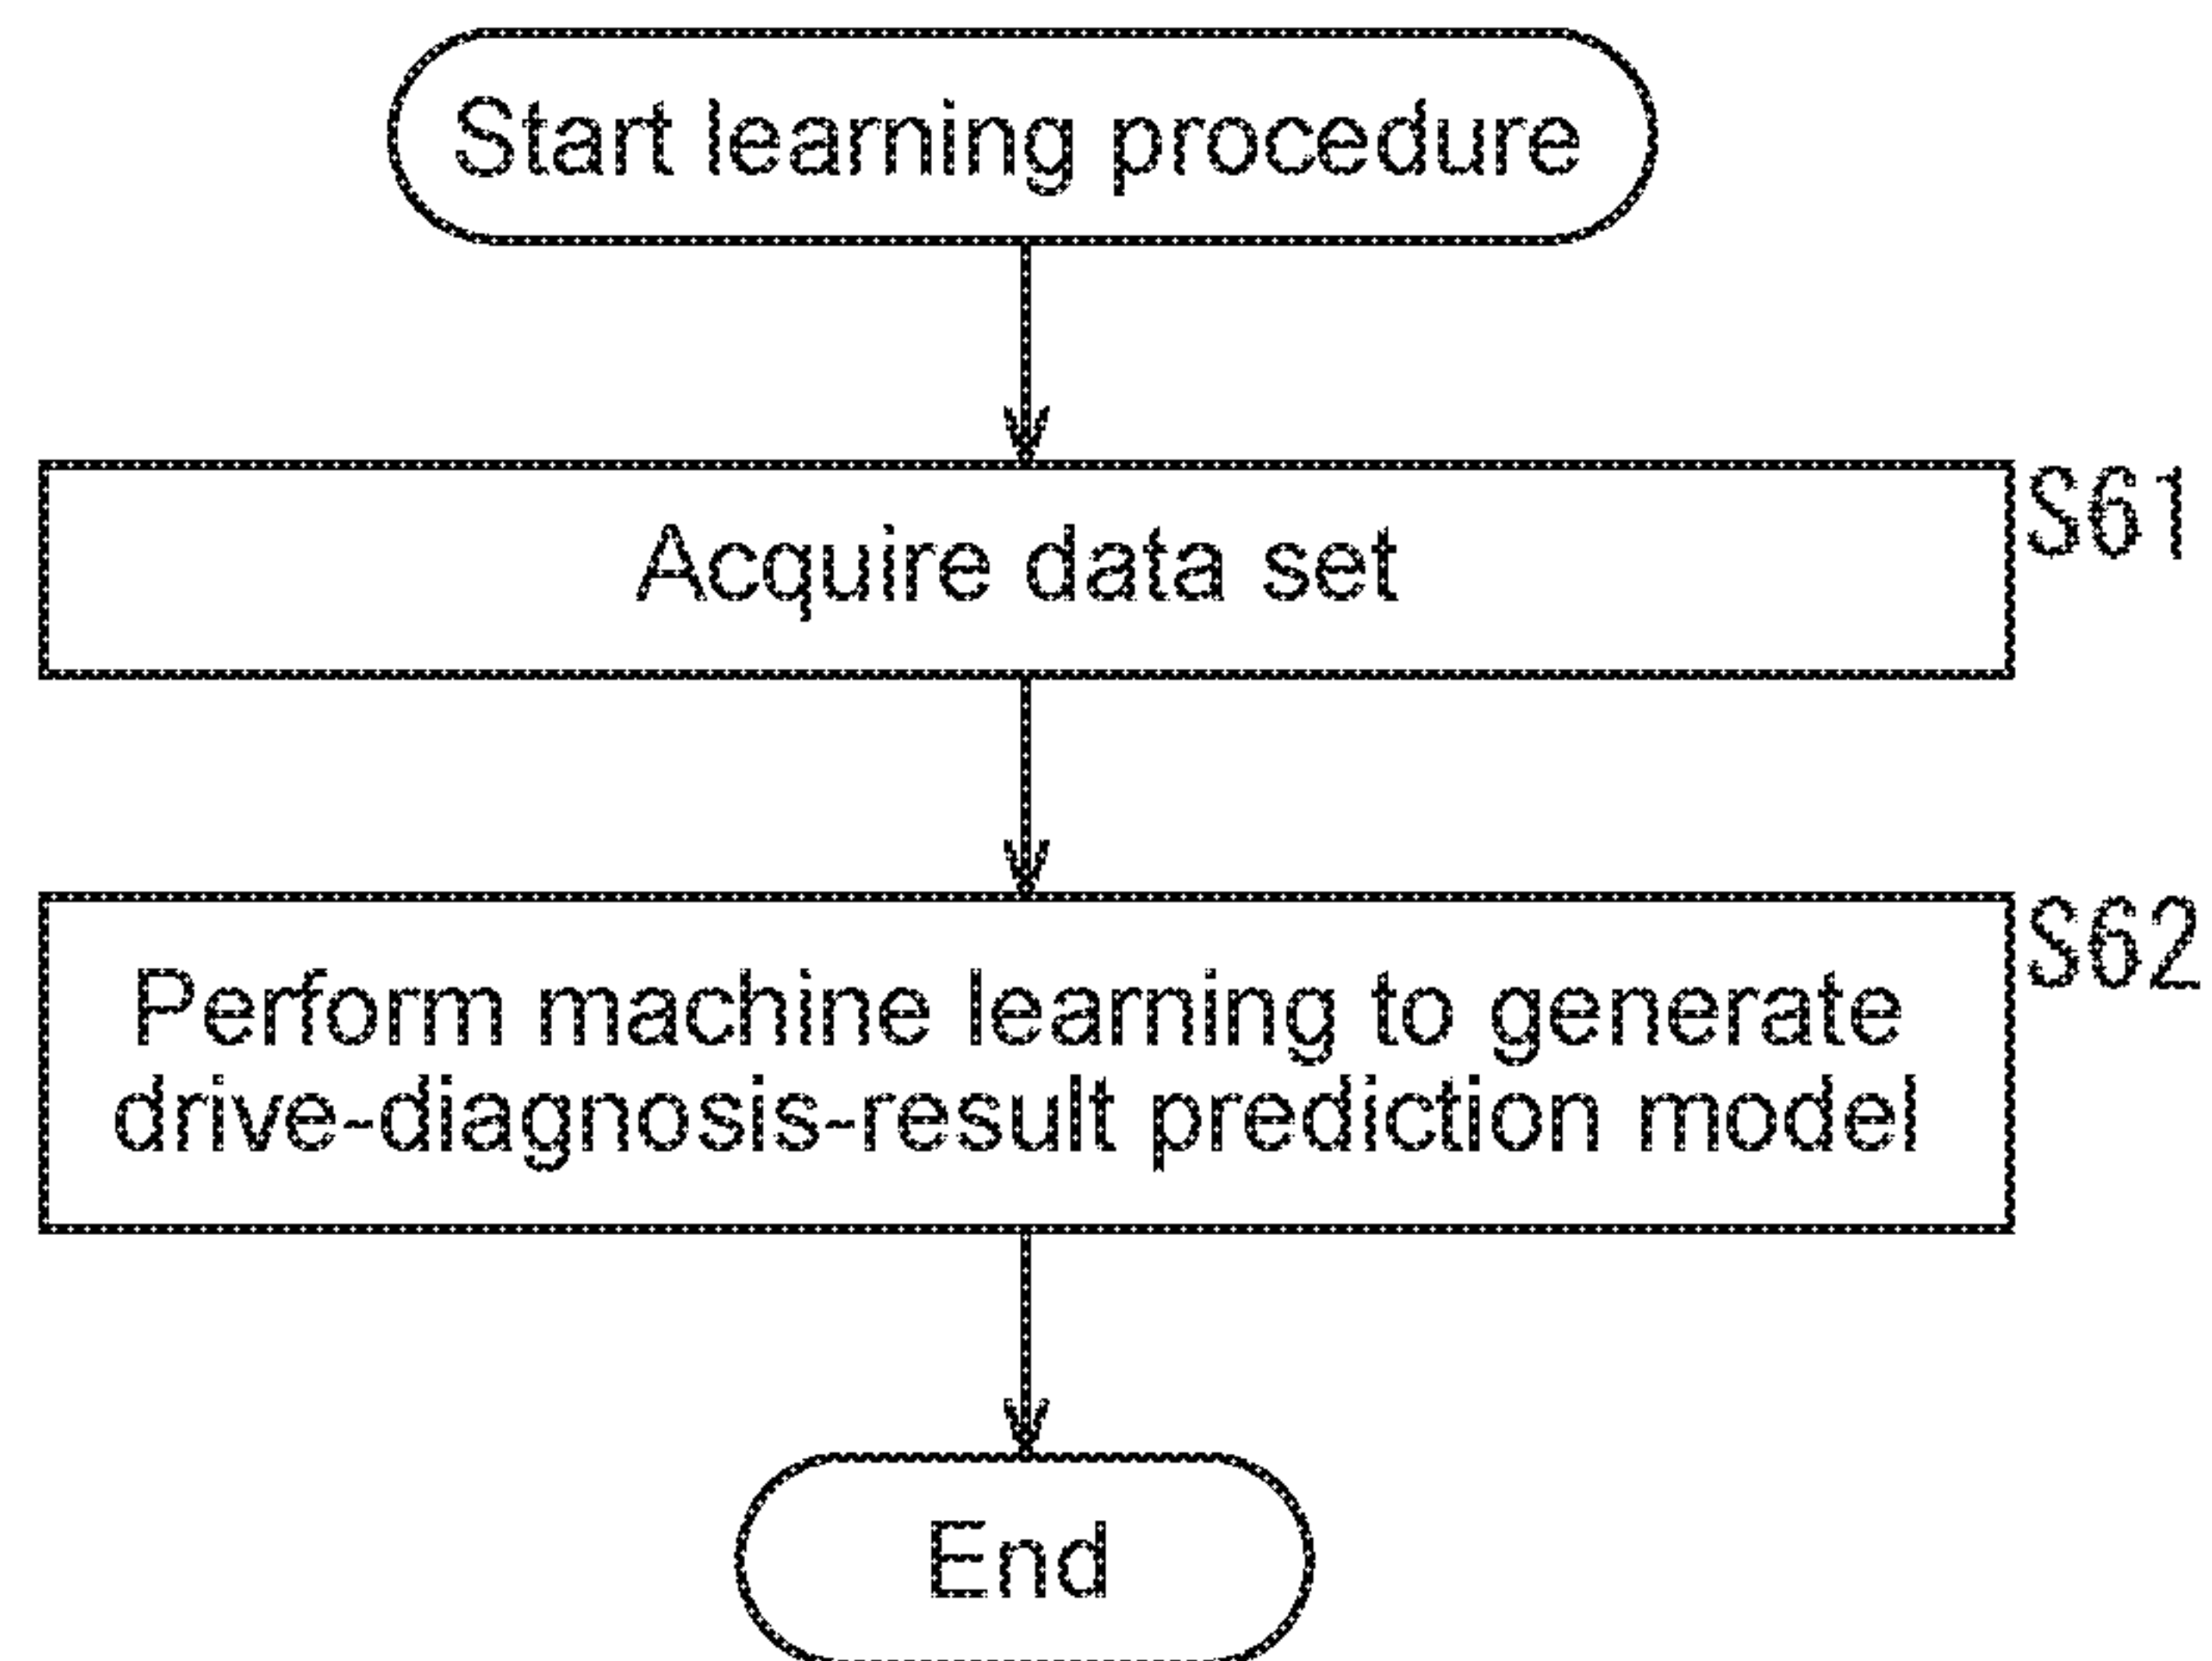 Start learning procedure
Acquire data set
S61
Perform machine learning to generate
drive-diagnosis-result prediction model
S62
End